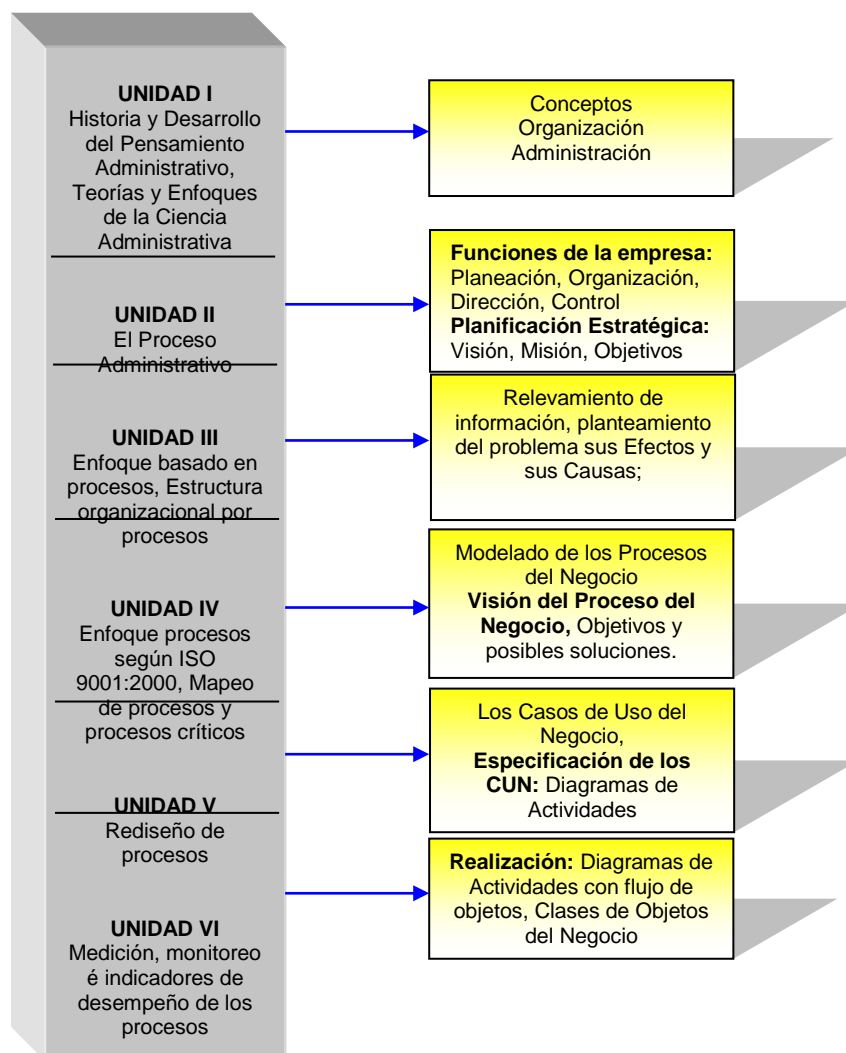 UNIDAD I
Historia y Desarrollo
del Pensamiento
Administrativo,
Teorías y Enfoques
de la Ciencia
Administrativa
UNIDAD II
El Proceso
Administrativo
UNIDAD III
Enfoque basado en
procesos, Estructura
organizacional por
procesos
UNIDAD IV
Enfoque procesos
según ISO
9001:2000, Mapeo
de procesos y
procesos críticos
UNIDAD V
Rediseño de
procesos
UNIDAD VI
Medición, monitoreo
é indicadores de
desempeño de los
procesos
Conceptos
Organización
Administración
Funciones de la empresa:
Planeación, Organización,
Dirección, Control
Planificación Estratégica:
Visión, Misión, Objetivos
Relevamiento de
información, planteamiento
del problema sus Efectos y
sus Causas;
Modelado de los Procesos
del Negocio
Visión del Proceso del
Negocio, Objetivos y
posibles soluciones.
Los Casos de Uso del
Negocio,
Especificación de los
CUN: Diagramas de
Actividades
Realización: Diagramas de
Actividades con flujo de
objetos, Clases de Objetos
del Negocio